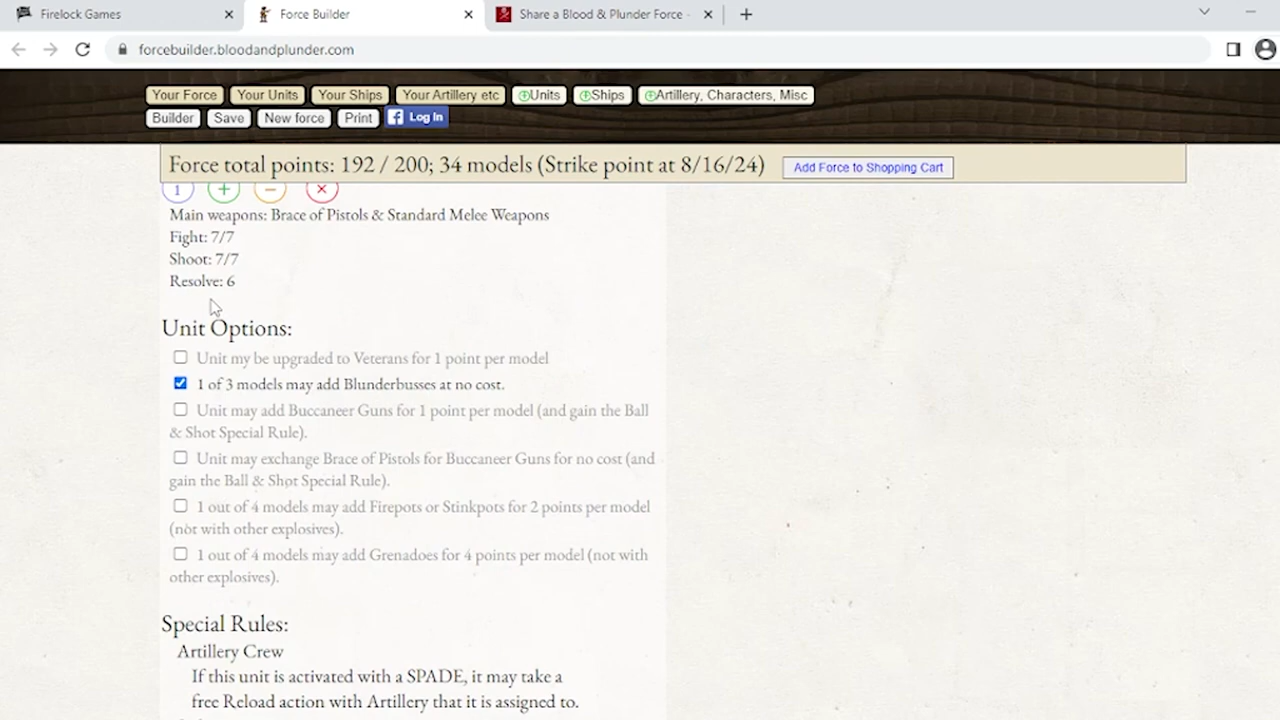 Firelock Games
Force Builder
Share a Blood & Plunder Force -
forcebuilder.bloodandplunder.com
Your Force Your Units Your Ships Your Artillery etc Units Ships Artillery, Characters, Misc
Builder Save New force Print Log In
Force total points: 192 / 200; 34 models (Strike point at 8/16/24) Add Force to Shopping Cart
1
Main weapons: Brace of Pistols & Standard Melee Weapons
Fight: 7/7
Shoot: 7/7
Resolve: 6
Unit Options:
Unit my be upgraded to Veterans for 1 point per model
1 of 3 models may add Blunderbusses at no cost.
Unit may add Buccaneer Guns for 1 point per model (and gain the Ball
& Shot Special Rule).
Unit may exchange Brace of Pistols for Buccaneer Guns for no cost (and
gain the Ball & Shot Special Rule).
1 out of 4 models may add Firepots or Stinkpots for 2 points per model
(not with other explosives).
1 out of 4 models may add Grenadoes for 4 points per model (not with
other explosives).
Special Rules:
Artillery Crew
If this unit is activated with a SPADE, it may take a
free Reload action with Artillery that it is assigned to.